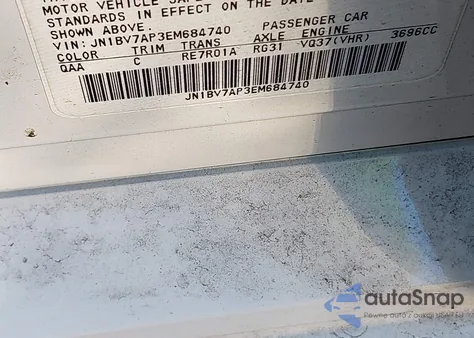 MOTOR VEHICLE
STANDARDS IN EFFECT ON THE DATE
SHOWN ABOVE. PASSENGER CAR
VIN: JN1BV7AP3EM684740
COLOR TRIM TRANS AXLE ENGINE
QAA C RE7R01A RG31 VQ37(VHR) 3696CC
JN1BV7AP3EM684740
autoSnap